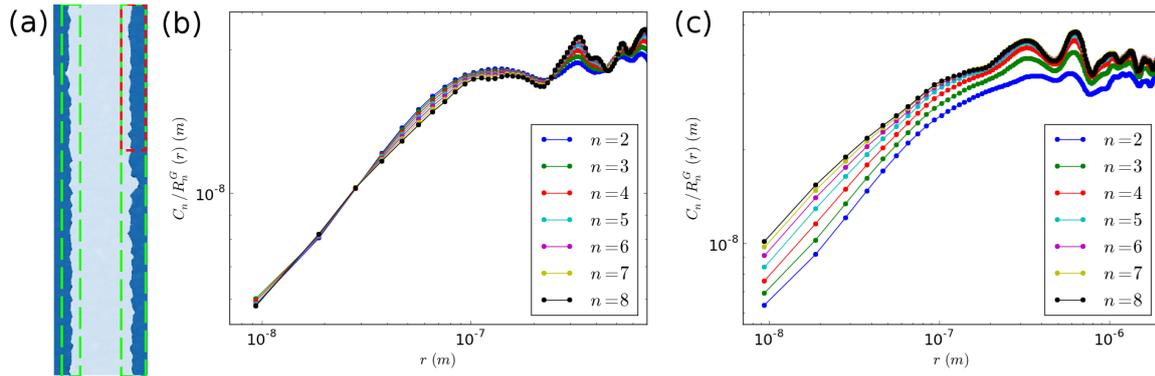 (a)
(b)
C_n/R_n^G (r) (m)
10^-8
n=2
n=3
n=4
n=5
n=6
n=7
n=8
10^-8
10^-7
r (m)
(c)
C_n/R_n^G (r) (m)
10^-8
n=2
n=3
n=4
n=5
n=6
n=7
n=8
10^-8
10^-7
10^-6
r (m)